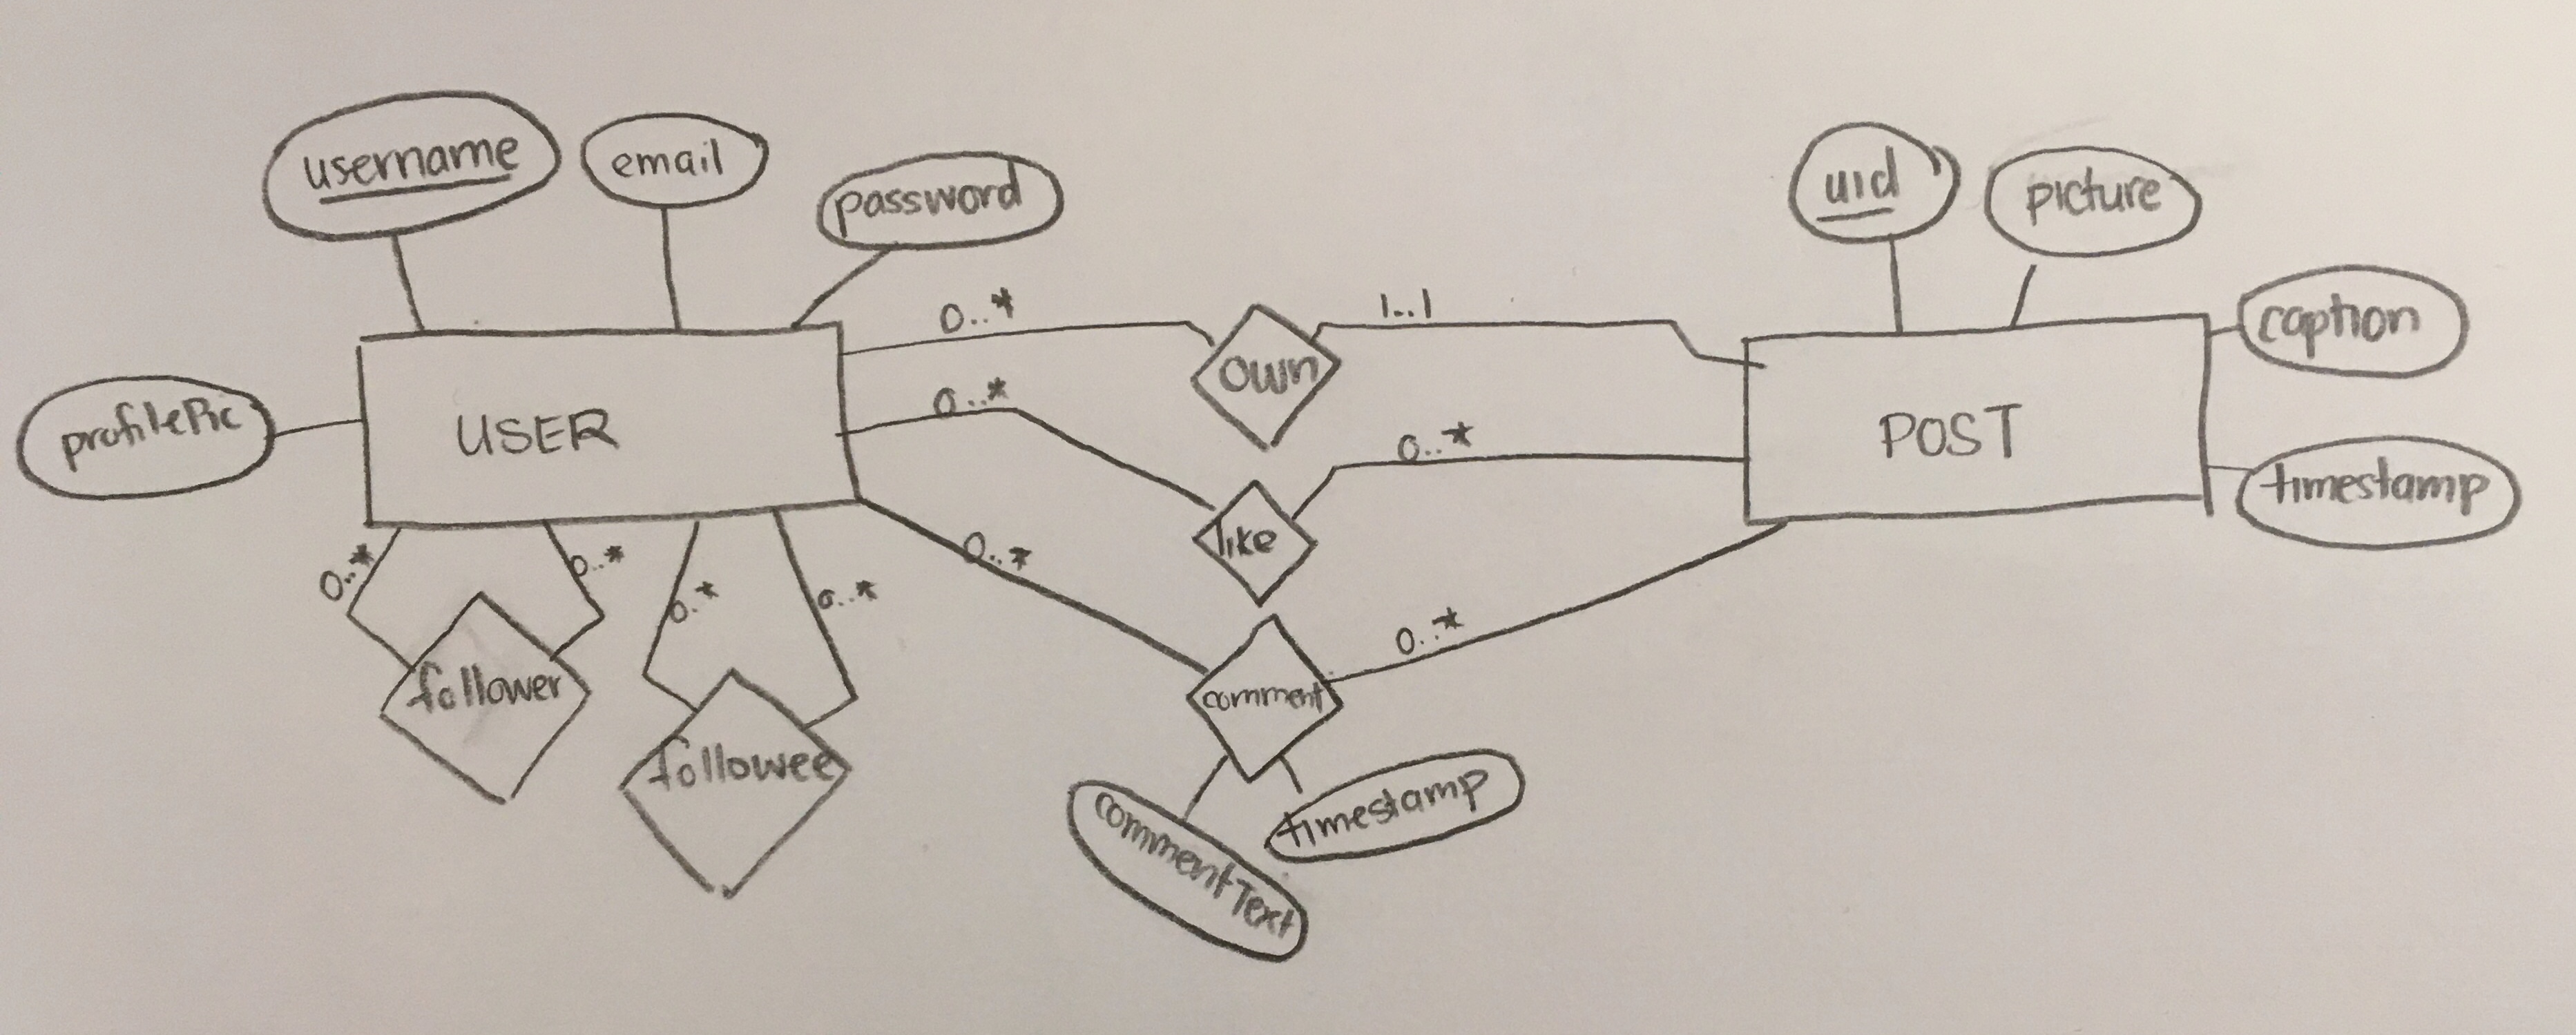 username
email
password
uid
picture
0..*
1..1
caption
own
profilePic
USER
0..*
0..*
POST
timestamp
like
0..*
0..*
0..*
0..*
0..*
0..*
follower
followee
comment
commentText
timestamp